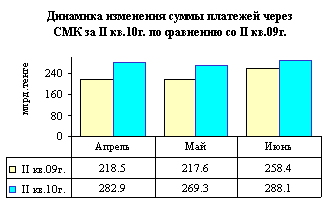 Динамика изменения суммы платежей через
СМК за II кв.10г. по сравнению со II кв.09г.
млрд.тенге
240
160
80
0
Апрель Май Июнь
II кв.09г. 218.5 217.6 258.4
II кв.10г. 282.9 269.3 288.1